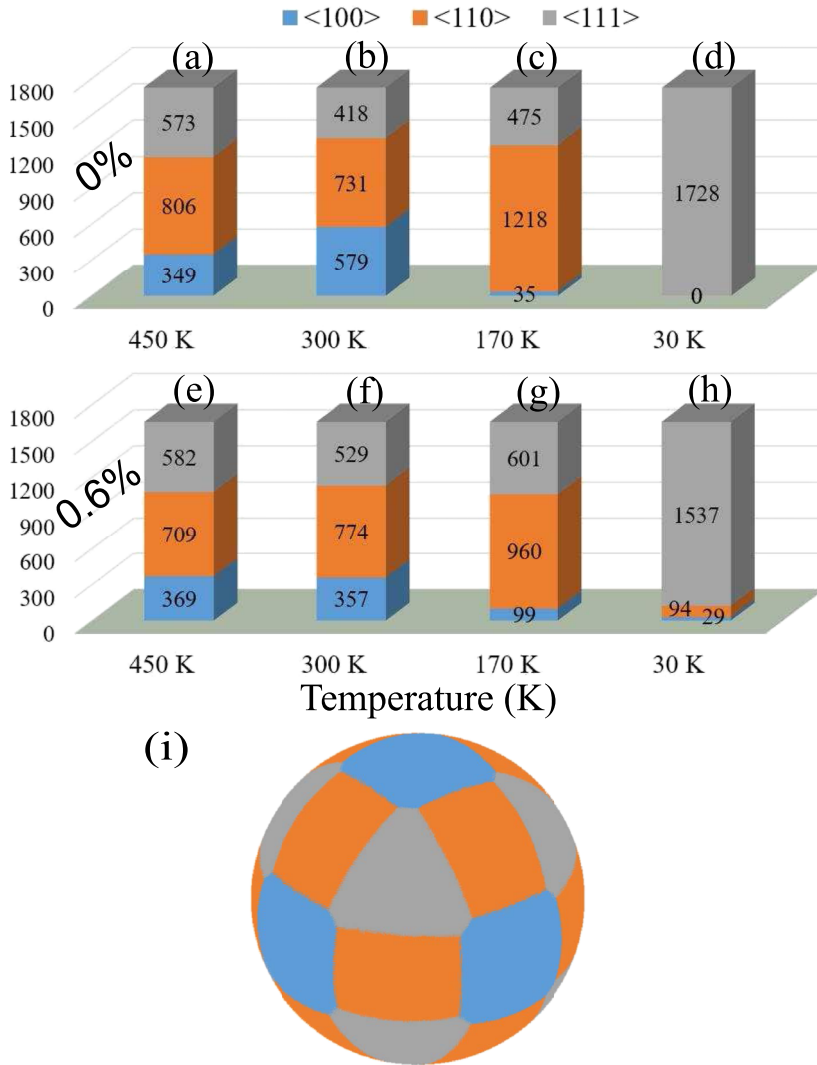 <100> <110> <111>
(a) (b) (c) (d)
1800
1500
1200
900
600
300
0
0%
573 418 475
806 731 1218 1728
349 579 35 0
450 K 300 K 170 K 30 K
(e) (f) (g) (h)
1800
1500
1200
900
600
300
0
0.6%
582 529 601 1537
709 774 960 94
369 357 99 29
450 K 300 K 170 K 30 K
Temperature (K)
(i)